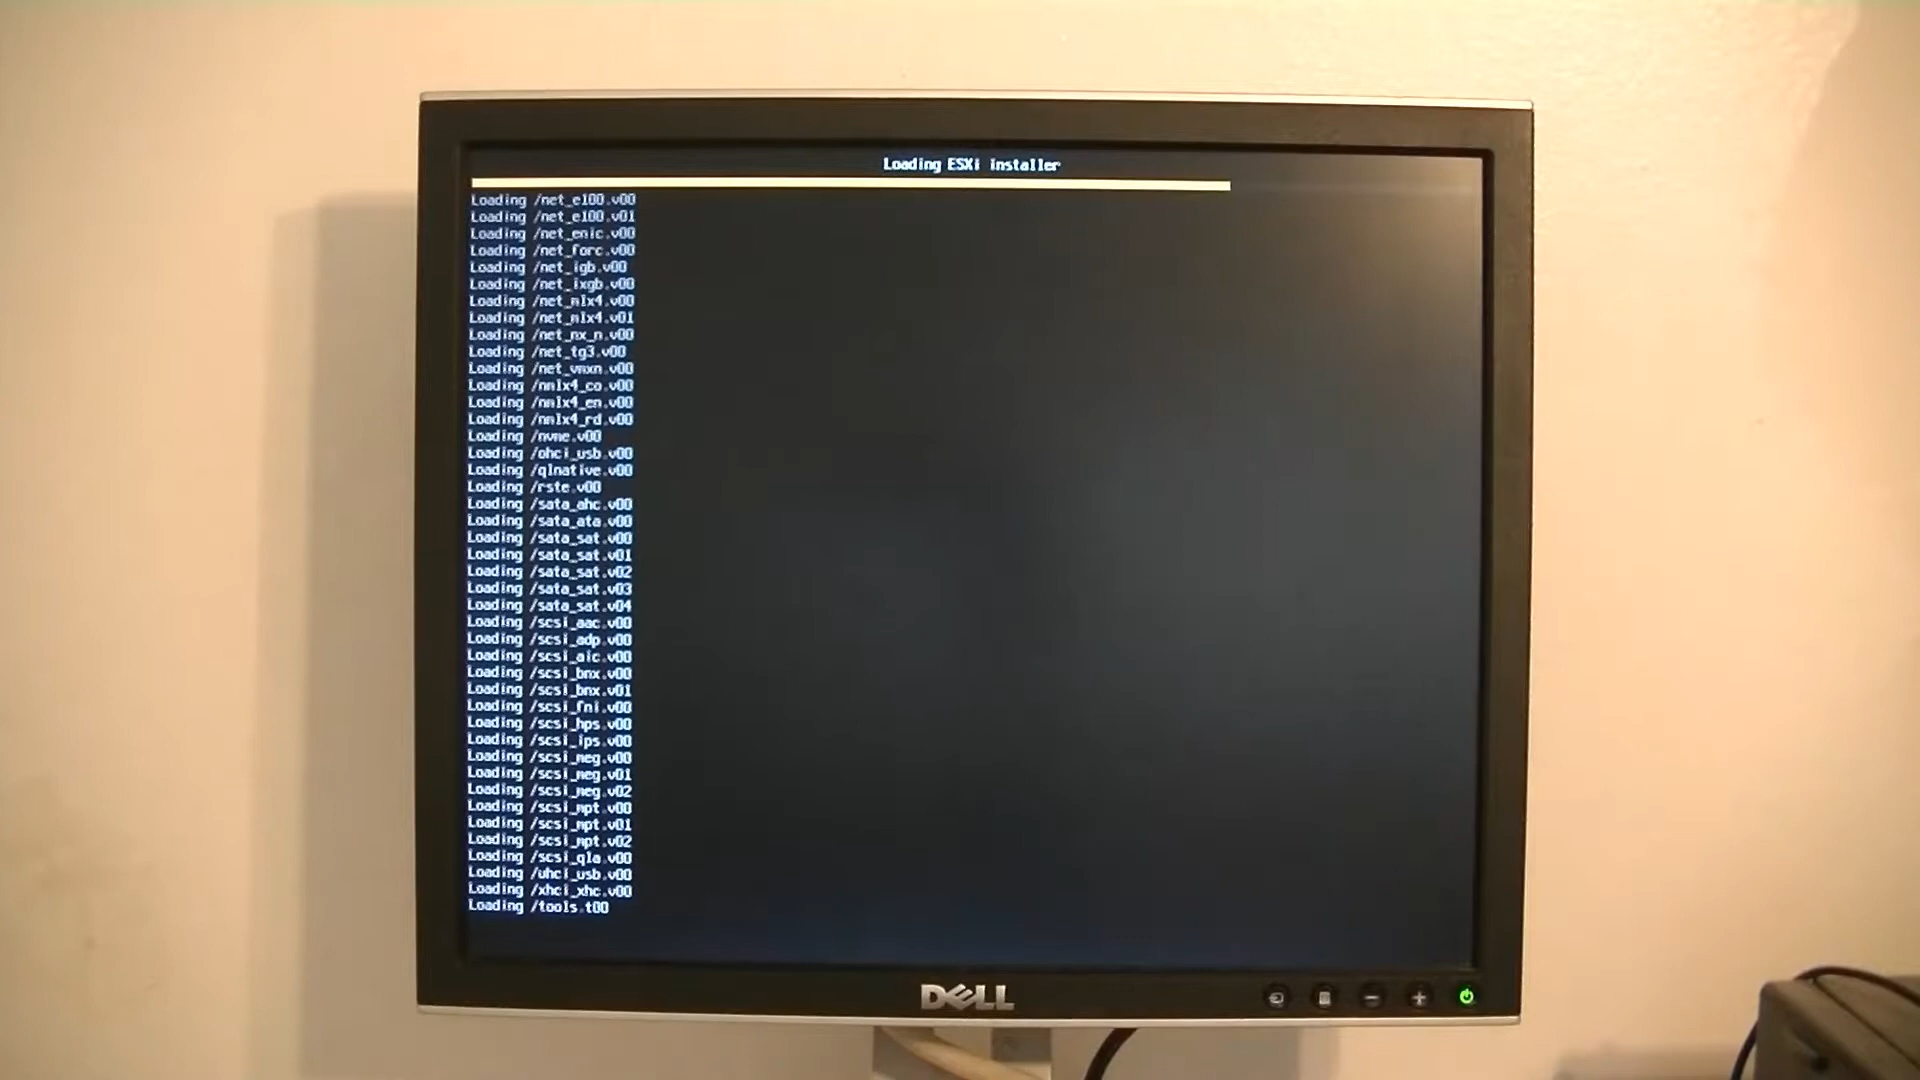 Loading ESXi installer
Loading /net_e100.v00
Loading /net_e100.v01
Loading /net_enic.v00
Loading /net_forc.v00
Loading /net_igb.v00
Loading /net_ixgb.v00
Loading /net_mlx4.v00
Loading /net_mlx4.v01
Loading /net_nx_n.v00
Loading /net_tg3.v00
Loading /net_vmxn.v00
Loading /nmlx4_co.v00
Loading /nmlx4_en.v00
Loading /nmlx4_rd.v00
Loading /nvme.v00
Loading /ohci_usb.v00
Loading /qlnative.v00
Loading /rste.v00
Loading /sata_ahc.v00
Loading /sata_ata.v00
Loading /sata_sat.v00
Loading /sata_sat.v01
Loading /sata_sat.v02
Loading /sata_sat.v03
Loading /sata_sat.v04
Loading /scsi_aac.v00
Loading /scsi_adp.v00
Loading /scsi_aic.v00
Loading /scsi_bnx.v00
Loading /scsi_bnx.v01
Loading /scsi_fni.v00
Loading /scsi_hps.v00
Loading /scsi_ips.v00
Loading /scsi_meg.v00
Loading /scsi_meg.v01
Loading /scsi_meg.v02
Loading /scsi_mpt.v00
Loading /scsi_mpt.v01
Loading /scsi_mpt.v02
Loading /scsi_qla.v00
Loading /uhci_usb.v00
Loading /xhci_xhc.v00
Loading /tools.t00
DELL